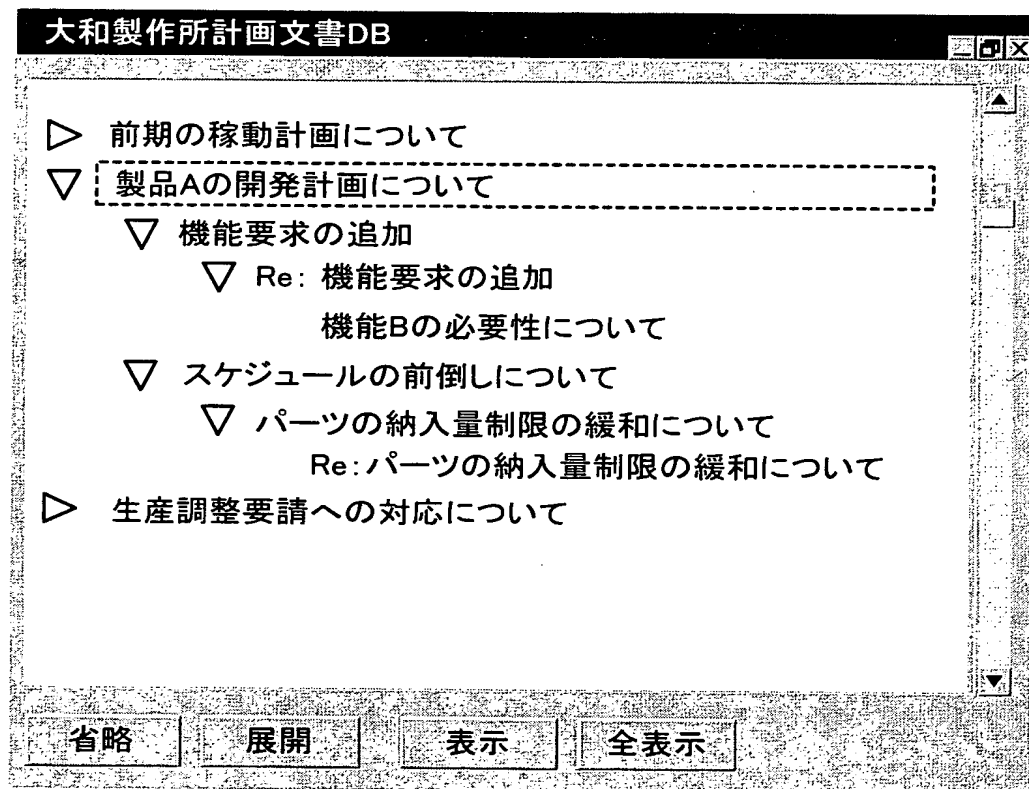 大和製作所計画文書DB
前期の稼動計画について
製品Aの開発計画について
機能要求の追加
Re: 機能要求の追加
機能Bの必要性について
スケジュールの前倒しについて
パーツの納入量制限の緩和について
Re:パーツの納入量制限の緩和について
生産調整要請への対応について
省略 展開 表示 全表示